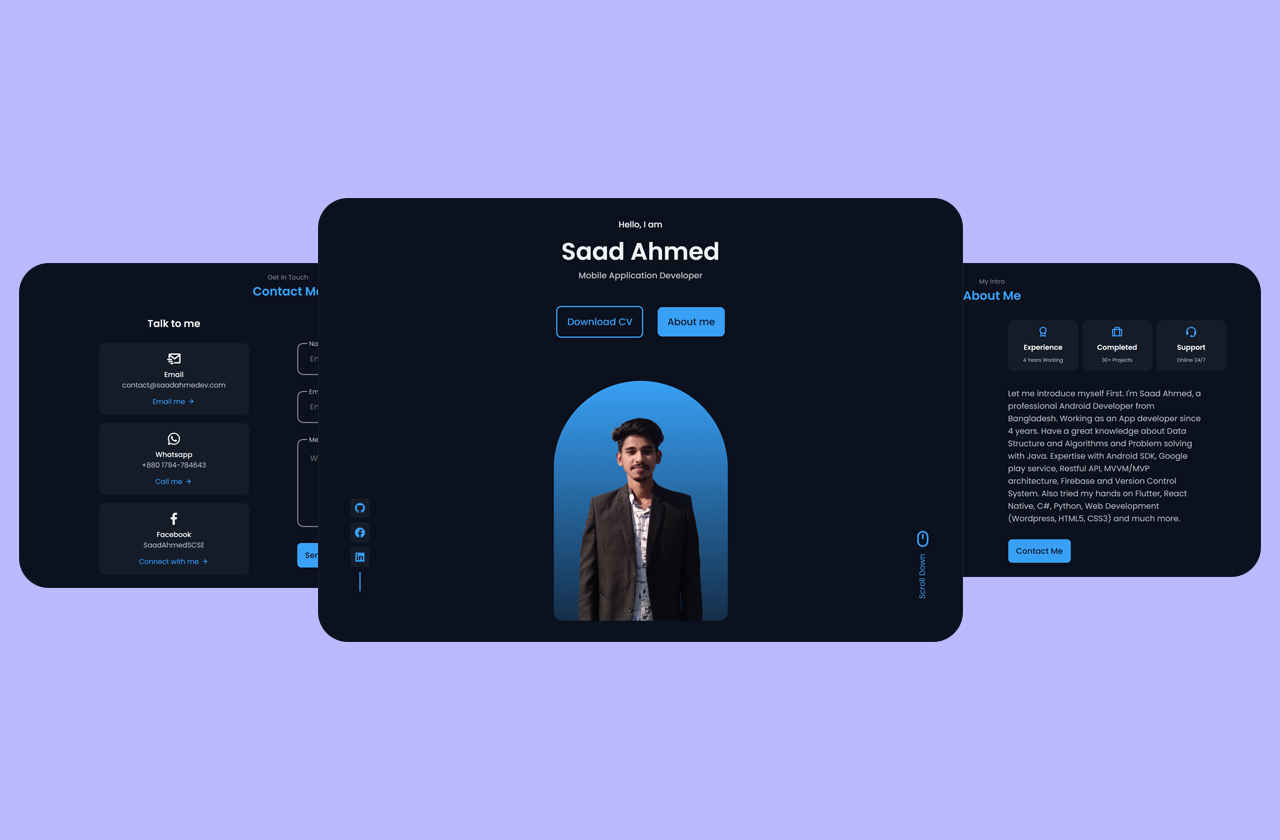 Get In Touch
Contact Me
Talk to me
Email
contact@saadahmedev.com
Email me →
Whatsapp
+880 1794-784643
Call me →
Facebook
SaadAhmedSCSE
Connect with me →
Hello, I am
Saad Ahmed
Mobile Application Developer
Download CV
About me
Scroll Down
My Intro
About Me
Experience
4 Years Working
Completed
30+ Projects
Support
Online 24/7
Let me introduce myself First. I'm Saad Ahmed, a
professional Android Developer from
Bangladesh. Working as an App developer since
4 years. Have a great knowledge about Data
Structure and Algorithms and Problem solving
with Java. Expertise with Android SDK, Google
play service, Restful API, MVVM/MVP
architecture, Firebase and Version Control
System. Also tried my hands on Flutter, React
Native, C#, Python, Web Development
(Wordpress, HTML5, CSS3) and much more.
Contact Me